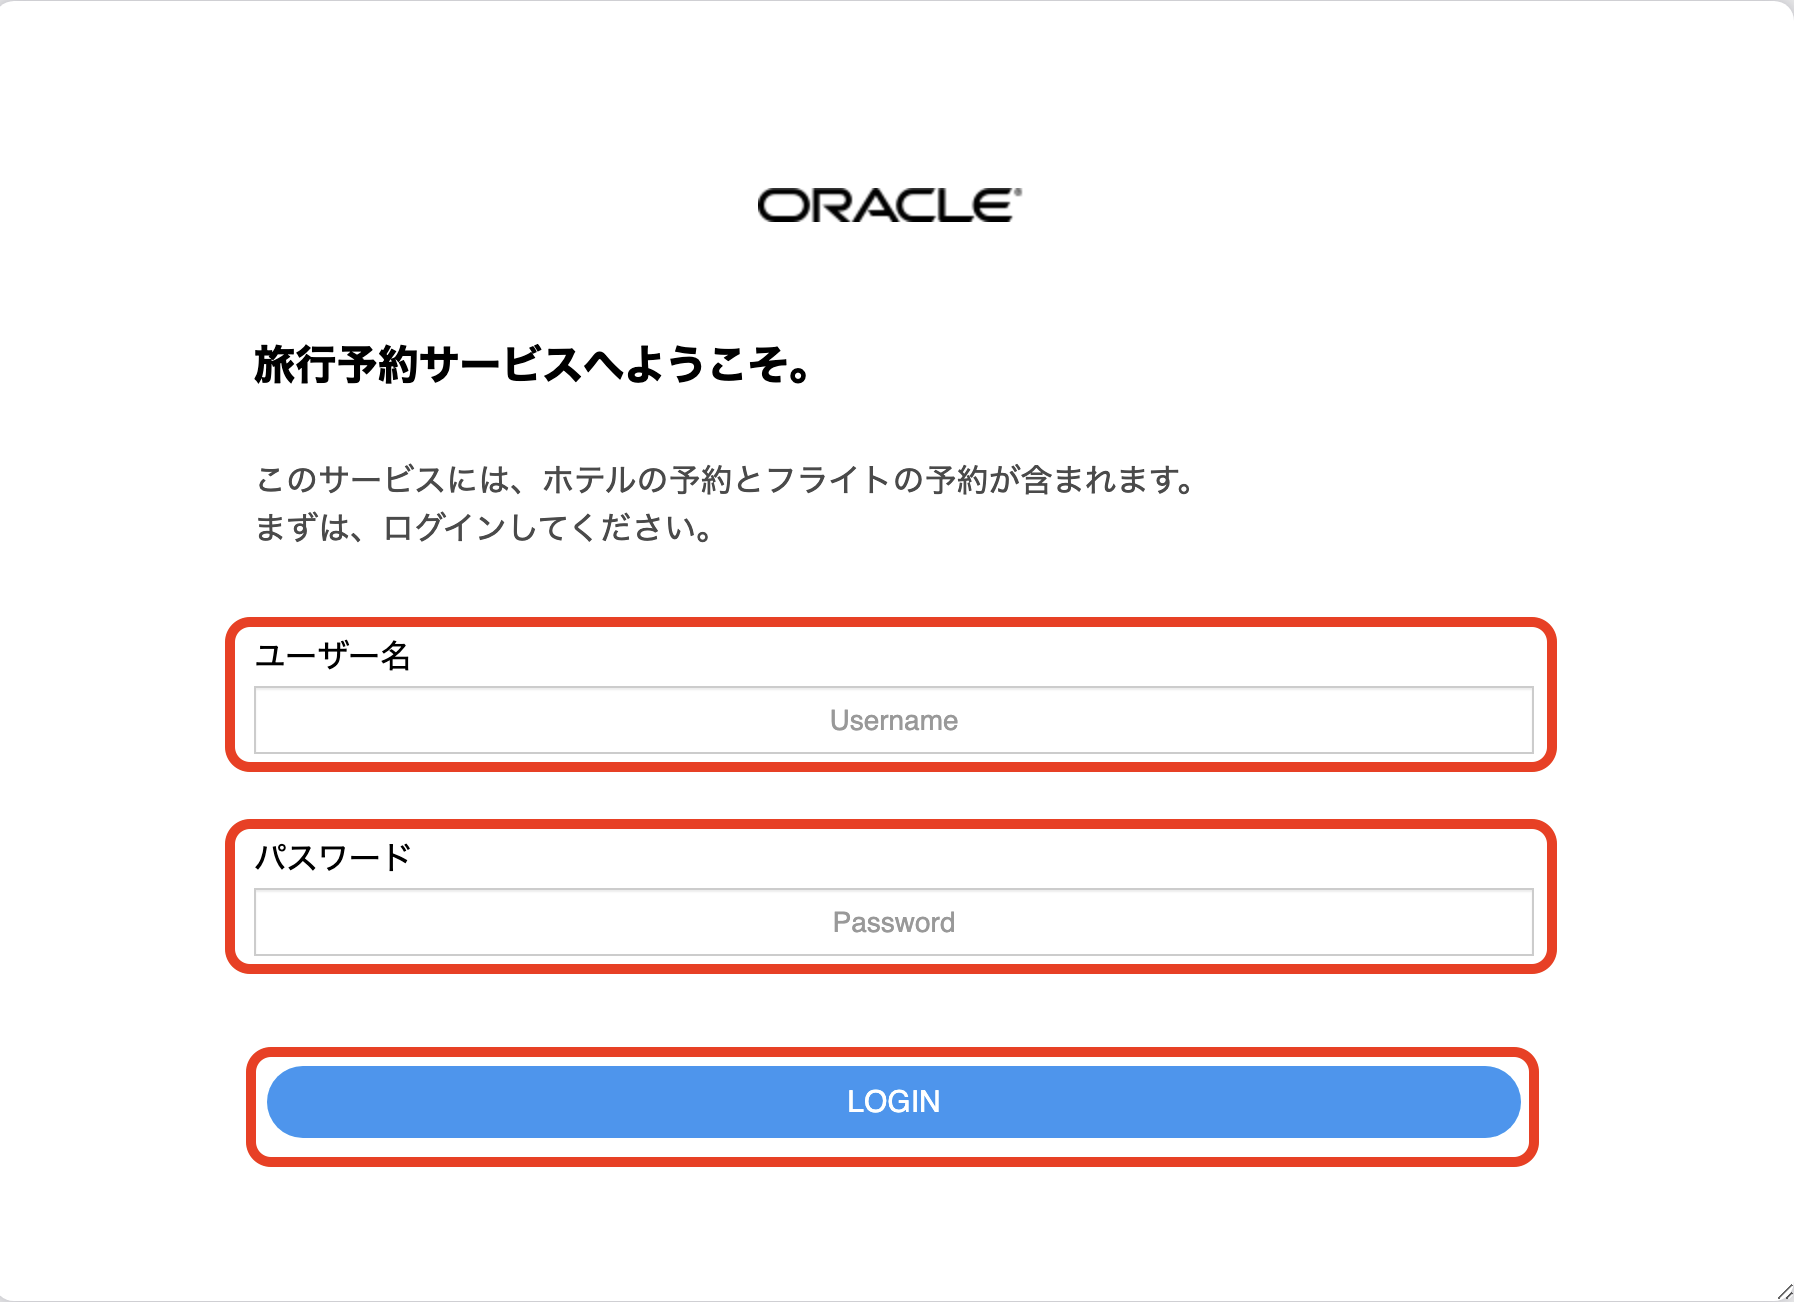 ORACLE®
旅行予約サービスへようこそ。
このサービスには、ホテルの予約とフライトの予約が含まれます。
まずは、ログインしてください。
ユーザー名
Username
パスワード
Password
LOGIN